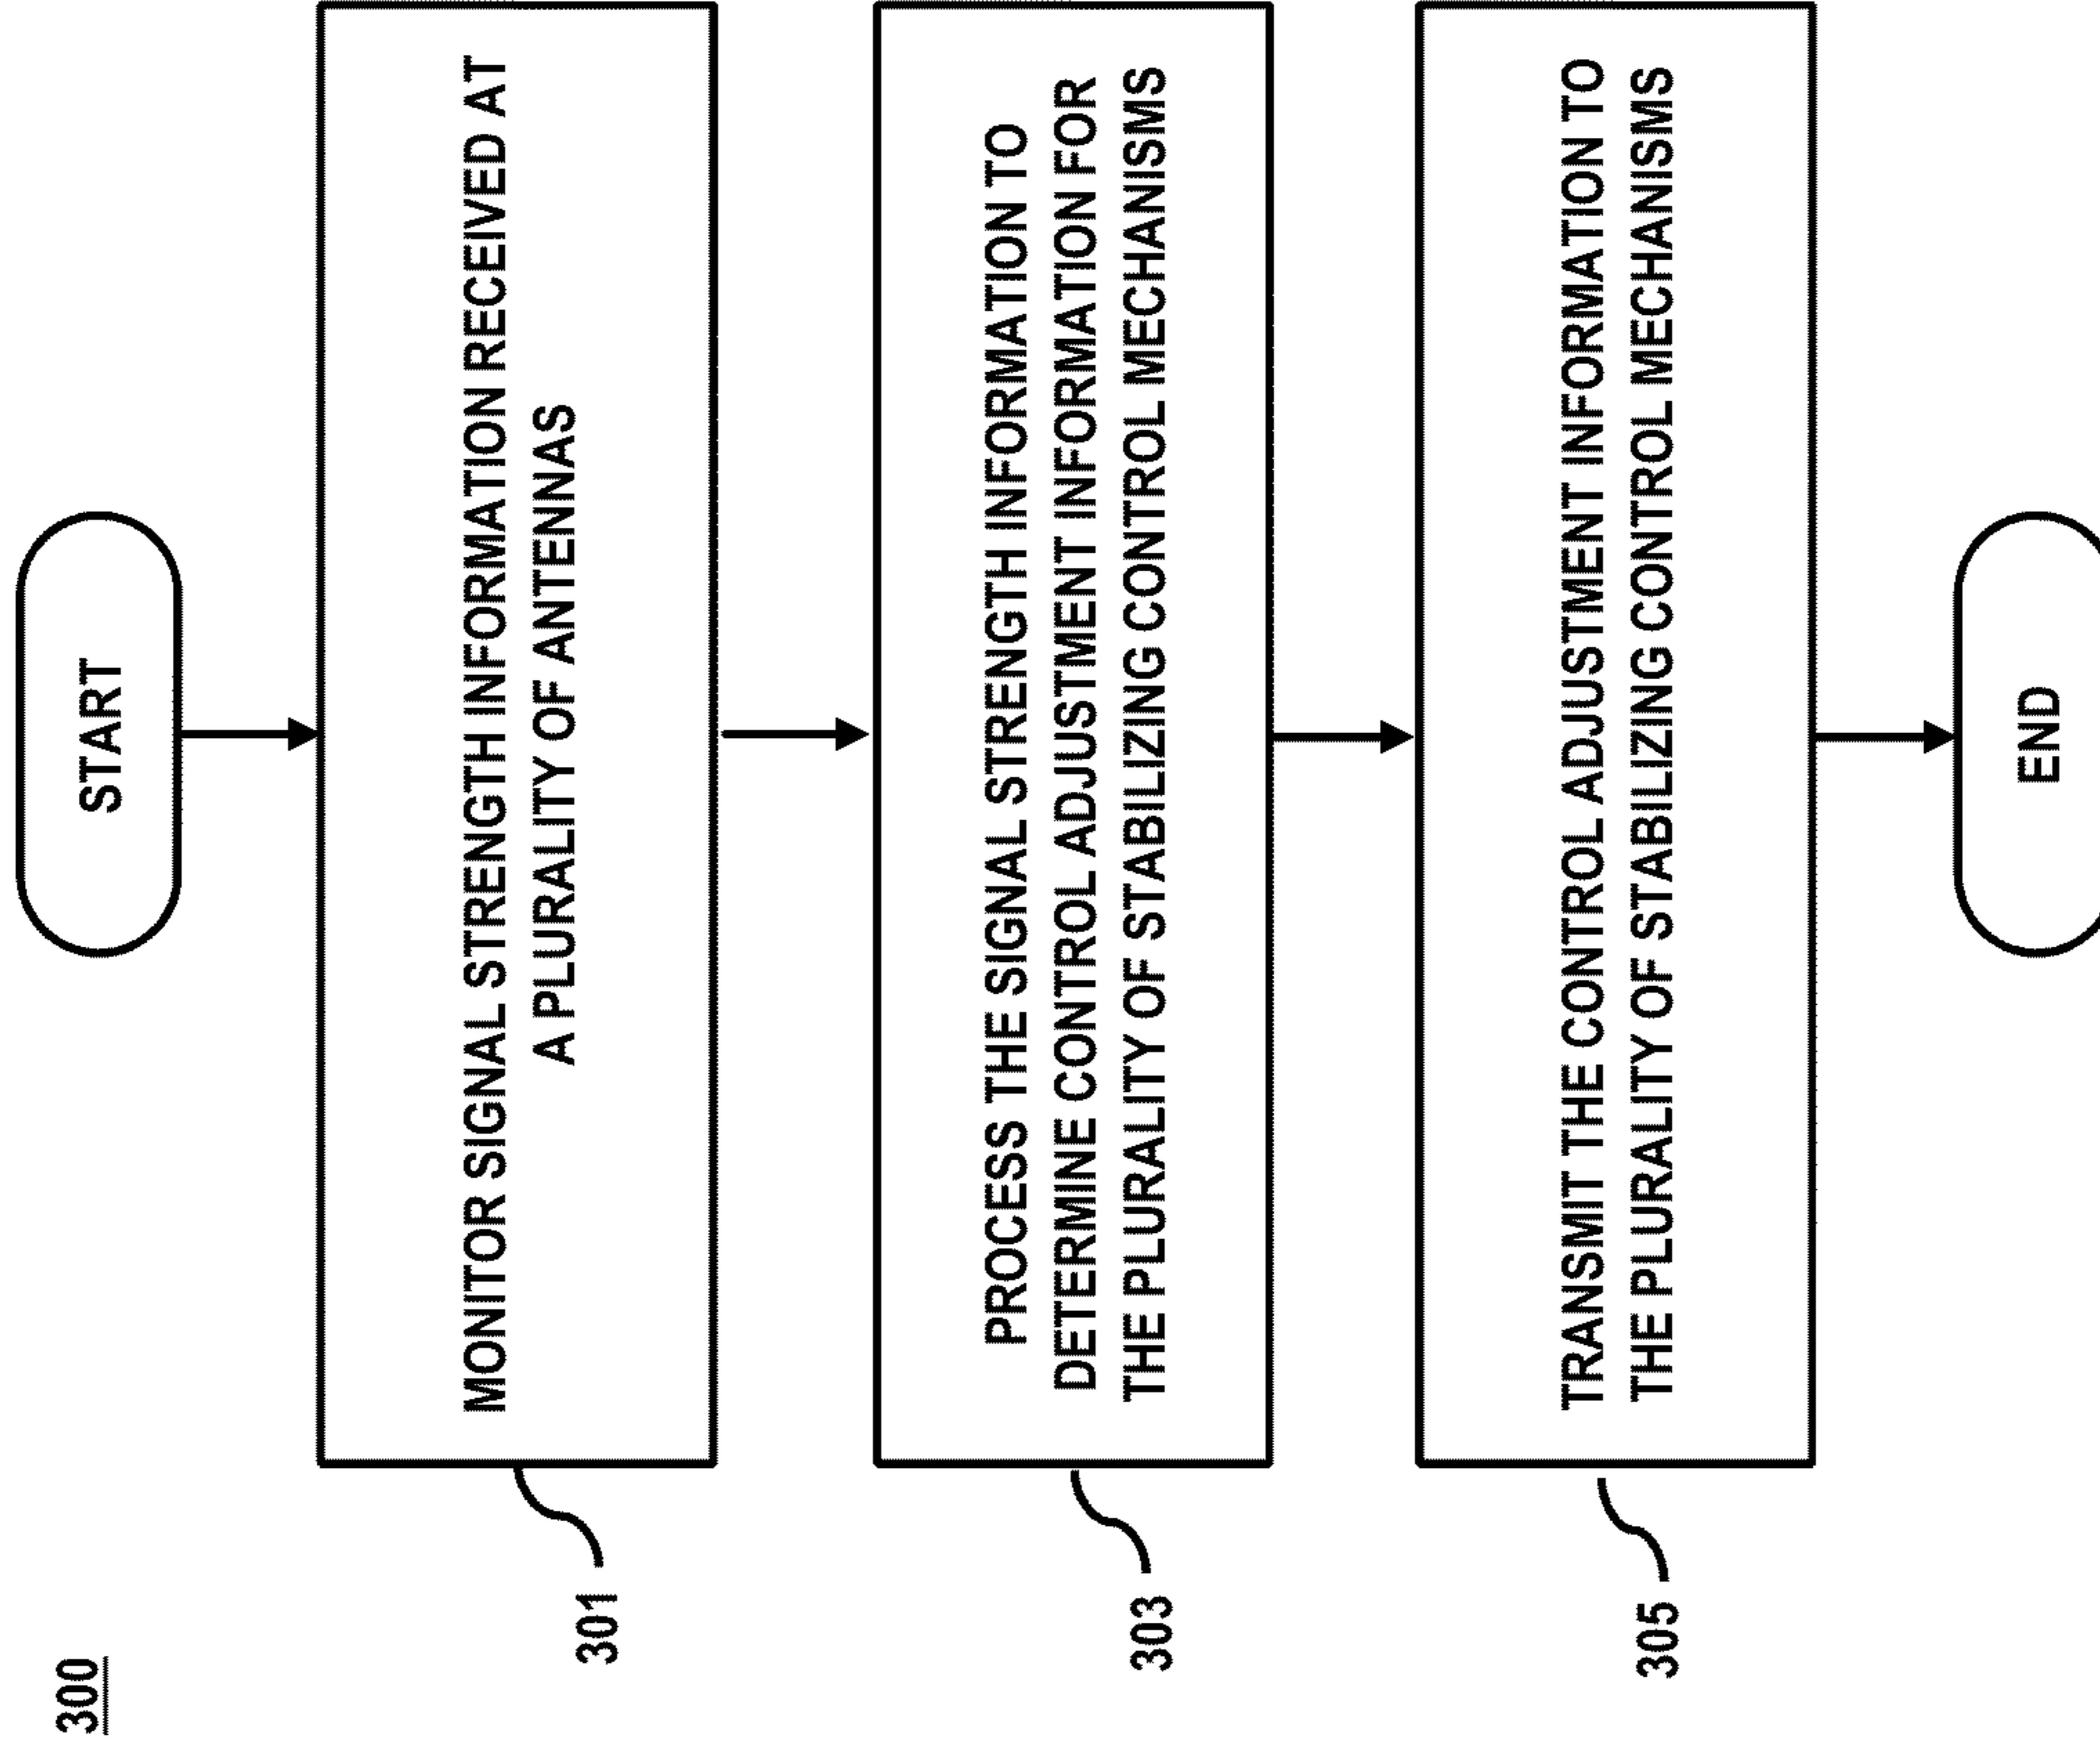 300
START
MONITOR SIGNAL STRENGTH INFORMATION RECEIVED AT
A PLURALITY OF ANTENNAS
301
PROCESS THE SIGNAL STRENGTH INFORMATION TO
DETERMINE CONTROL ADJUSTMENT INFORMATION FOR
THE PLURALITY OF STABILIZING CONTROL MECHANISMS
303
TRANSMIT THE CONTROL ADJUSTMENT INFORMATION TO
THE PLURALITY OF STABILIZING CONTROL MECHANISMS
305
END